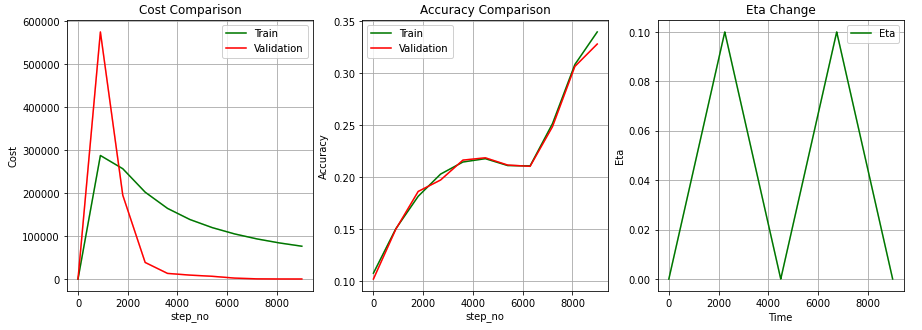 Cost Comparison
600000
500000
400000
300000
200000
100000
0
Cost
0 2000 4000 6000 8000
step_no
Train
Validation
Accuracy Comparison
0.35
0.30
0.25
0.20
0.15
0.10
Accuracy
0 2000 4000 6000 8000
step_no
Train
Validation
Eta Change
0.10
0.08
0.06
0.04
0.02
0.00
Eta
0 2000 4000 6000 8000
Time
Eta